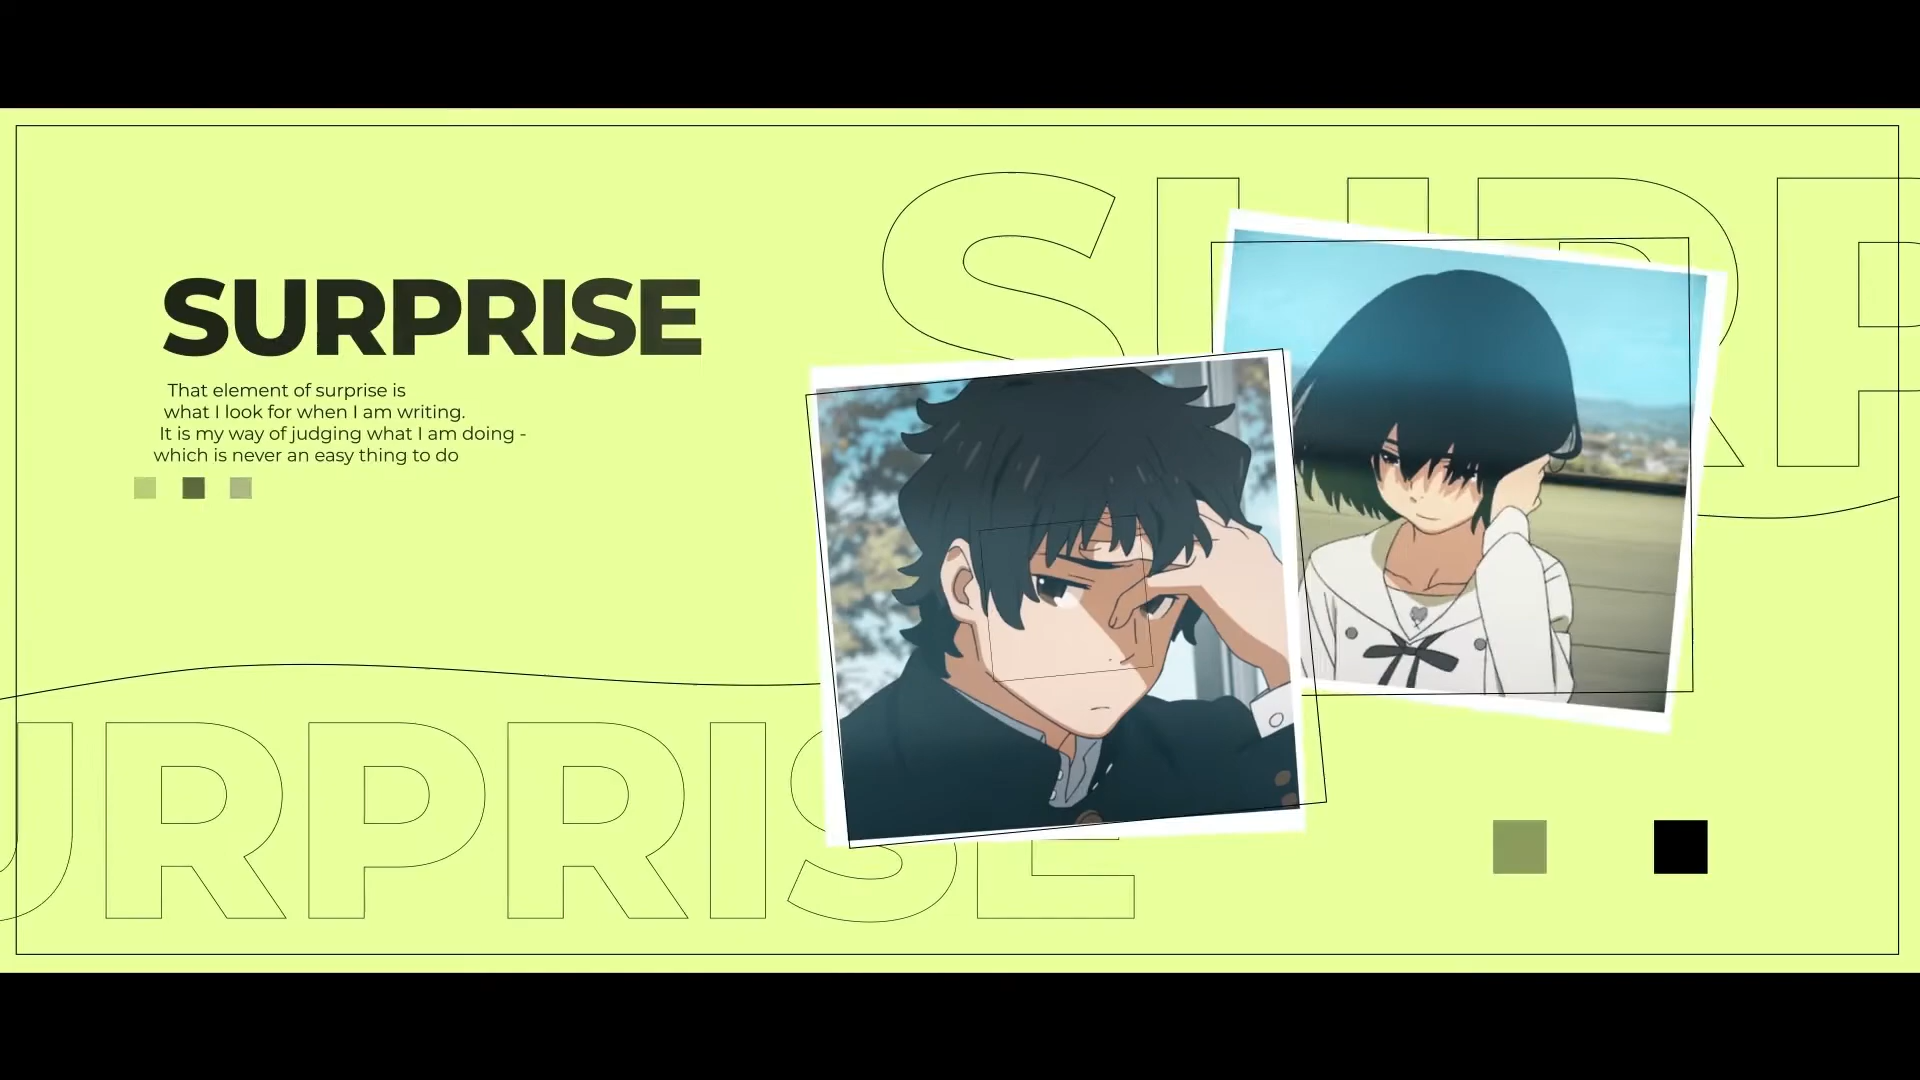 SURP
SURPRISE
That element of surprise is
what I look for when I am writing.
It is my way of judging what I am doing -
which is never an easy thing to do
URPRISE